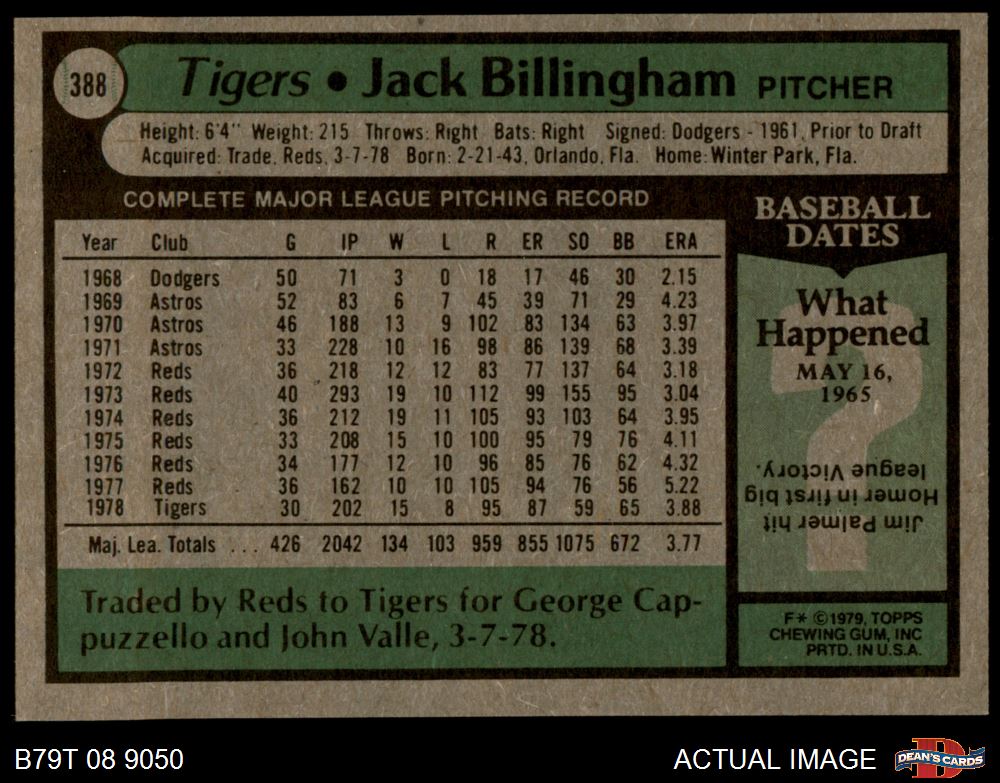 388
Tigers • Jack Billingham PITCHER
Height: 6'4" Weight: 215 Throws: Right Bats: Right Signed: Dodgers - 1961, Prior to Draft
Acquired: Trade, Reds, 3-7-78 Born: 2-21-43, Orlando, Fla. Home: Winter Park, Fla.
COMPLETE MAJOR LEAGUE PITCHING RECORD
Year Club G IP W L R ER SO BB ERA
1968 Dodgers 50 71 3 0 18 17 46 30 2.15
1969 Astros 52 83 6 7 45 39 71 29 4.23
1970 Astros 46 188 13 9 102 83 134 63 3.97
1971 Astros 33 228 10 16 98 86 139 68 3.39
1972 Reds 36 218 12 12 83 77 137 64 3.18
1973 Reds 40 293 19 10 112 99 155 95 3.04
1974 Reds 36 212 19 11 105 93 103 64 3.95
1975 Reds 33 208 15 10 100 95 79 76 4.11
1976 Reds 34 177 12 10 96 85 76 62 4.32
1977 Reds 36 162 10 10 105 94 76 56 5.22
1978 Tigers 30 202 15 8 95 87 59 65 3.88
Maj. Lea. Totals ... 426 2042 134 103 959 855 1075 672 3.77
Traded by Reds to Tigers for George Cap-
puzzello and John Valle, 3-7-78.
BASEBALL
DATES
What
Happened
MAY 16,
1965
?
Jim Palmer hit
Homer in first big
league Victory.
F* ©1979, TOPPS
CHEWING GUM, INC
PRTD. IN U.S.A.
B79T 08 9050
ACTUAL IMAGE
D
DEAN'S CARDS